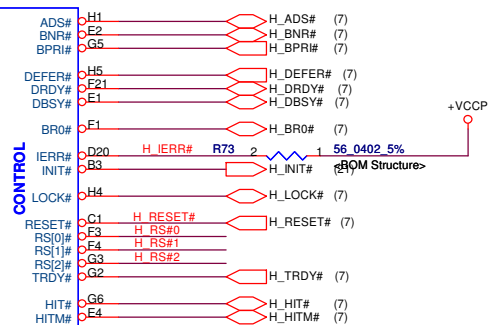 ADS# H1 H_ADS# (7)
BNR# E2 H_BNR# (7)
BPRI# G5 H_BPRI# (7)
DEFER# H5 H_DEFER# (7)
DRDY# F21 H_DRDY# (7)
DBSY# E1 H_DBSY# (7)
+VCCP
BR0# F1 H_BR0# (7)
IERR# D20 H_IERR# R73 2 1 56_0402_5%
<BOM Structure>
INIT# B3 H_INIT# (21)
CONTROL
LOCK# H4 H_LOCK# (7)
RESET# C1 H_RESET# H_RESET# (7)
RS[0]# F3 H_RS#0
RS[1]# F4 H_RS#1
RS[2]# G3 H_RS#2
TRDY# G2 H_TRDY# (7)
HIT# G6 H_HIT# (7)
HITM# E4 H_HITM# (7)